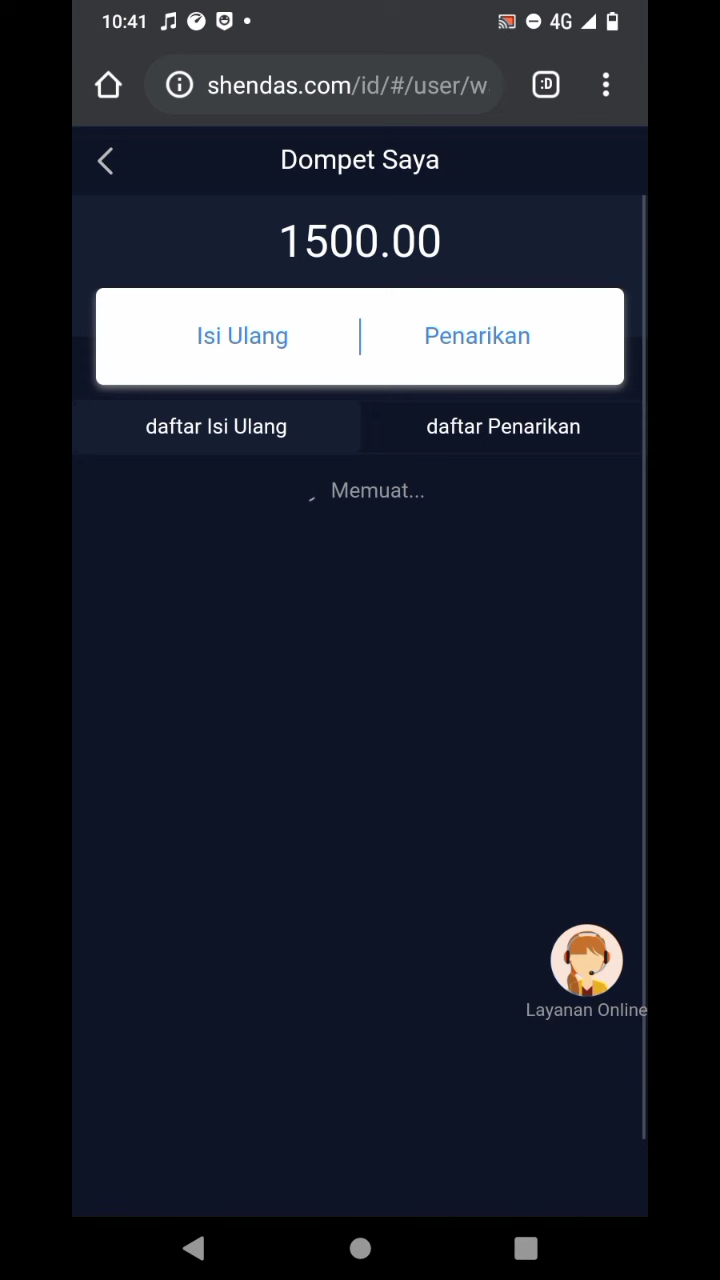 10:41 4G
shendas.com/id/#/user/w
:D
Dompet Saya
1500.00
Isi Ulang
Penarikan
daftar Isi Ulang
daftar Penarikan
Memuat...
Layanan Online